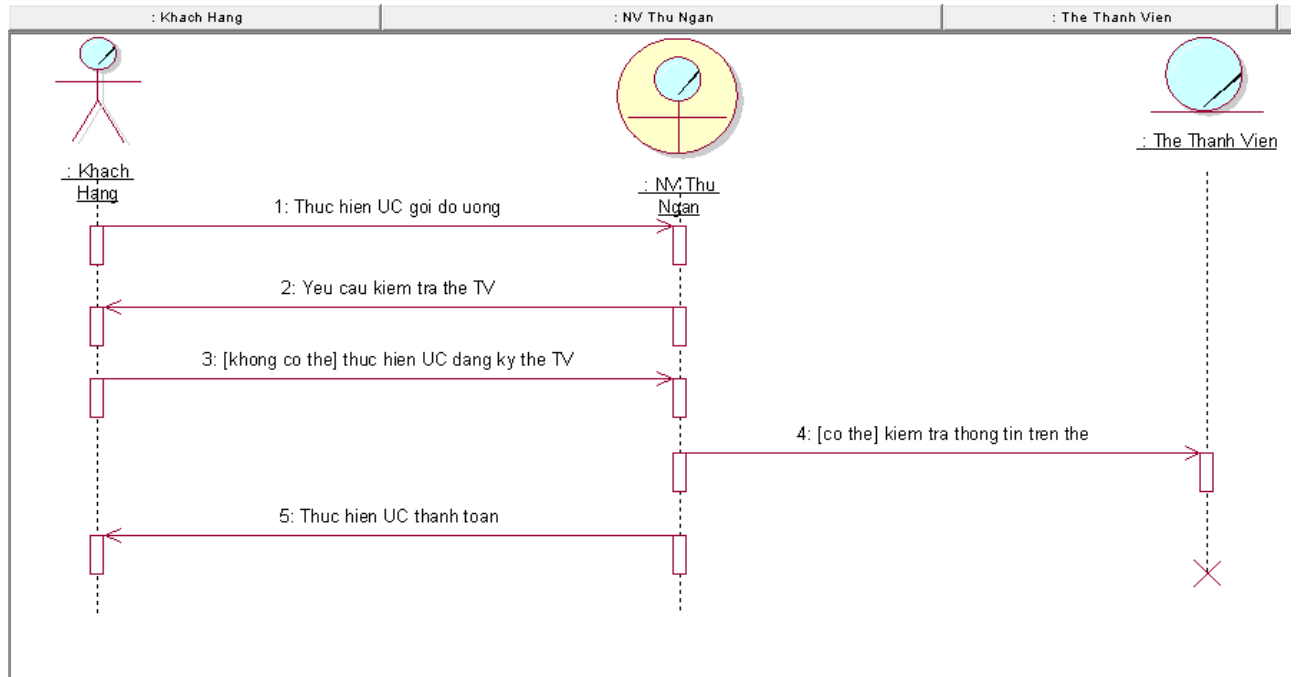 : Khach Hang
: NV Thu Ngan
: The Thanh Vien
: The Thanh Vien
: Khach
Hang
: NV Thu
Ngan
1: Thuc hien UC goi do uong
2: Yeu cau kiem tra the TV
3: [khong co the] thuc hien UC dang ky the TV
4: [co the] kiem tra thong tin tren the
5: Thuc hien UC thanh toan